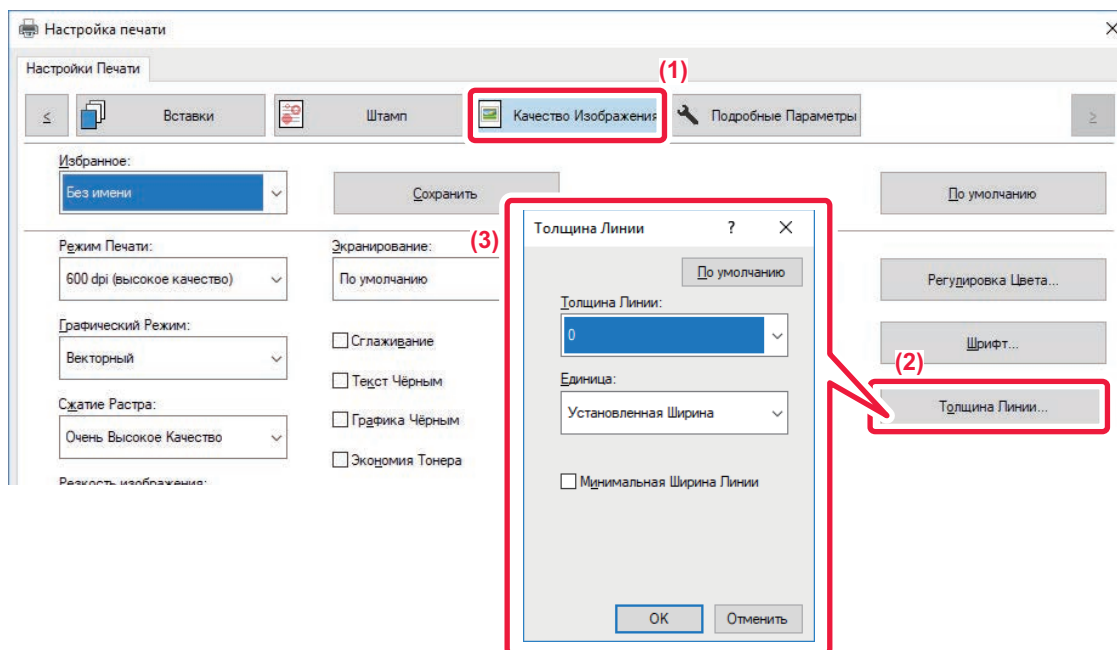 Настройка печати
Настройки Печати
(1)
≤ Вставки Штамп Качество Изображения Подробные Параметры ≥
Избранное:
Без имени Сохранить По умолчанию
(3) Толщина Линии ?
Режим Печати: Экранирование:
600 dpi (высокое качество) По умолчанию По умолчанию Регулировка Цвета...
Толщина Линии:
0
Графический Режим:
Векторный Сглаживание Шрифт...
(2)
Текст Чёрным Единица:
Сжатие Растра: Графика Чёрным Установленная Ширина Толщина Линии...
Очень Высокое Качество
Экономия Тонера
Резкость изображения: Минимальная Ширина Линии
OK Отменить